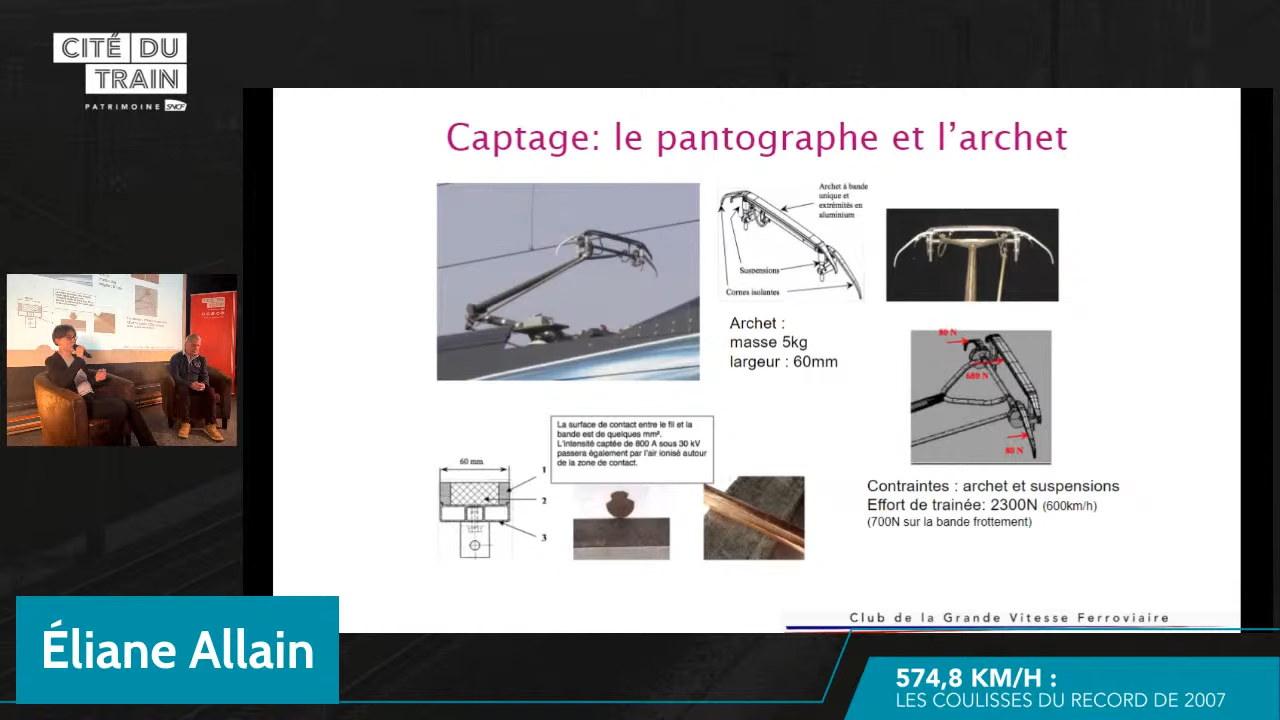 CITÉ DU
TRAIN
PATRIMOINE SNCF
Captage: le pantographe et l'archet
Archet à bande
unique et
extrémités en
aluminium
Suspensions
Cornes isolantes
Archet :
masse 5kg
largeur : 60mm
80 N
680 N
80 N
La surface de contact entre le fil et la
bande est de quelques mm².
L'intensité captée de 800 A sous 30 kV
passera également par l'air ionisé autour
de la zone de contact.
60 mm
1
2
3
Contraintes : archet et suspensions
Effort de trainée: 2300N (600km/h)
(700N sur la bande frottement)
Club de la Grande Vitesse Ferroviaire
Éliane Allain
574,8 KM/H :
LES COULISSES DU RECORD DE 2007